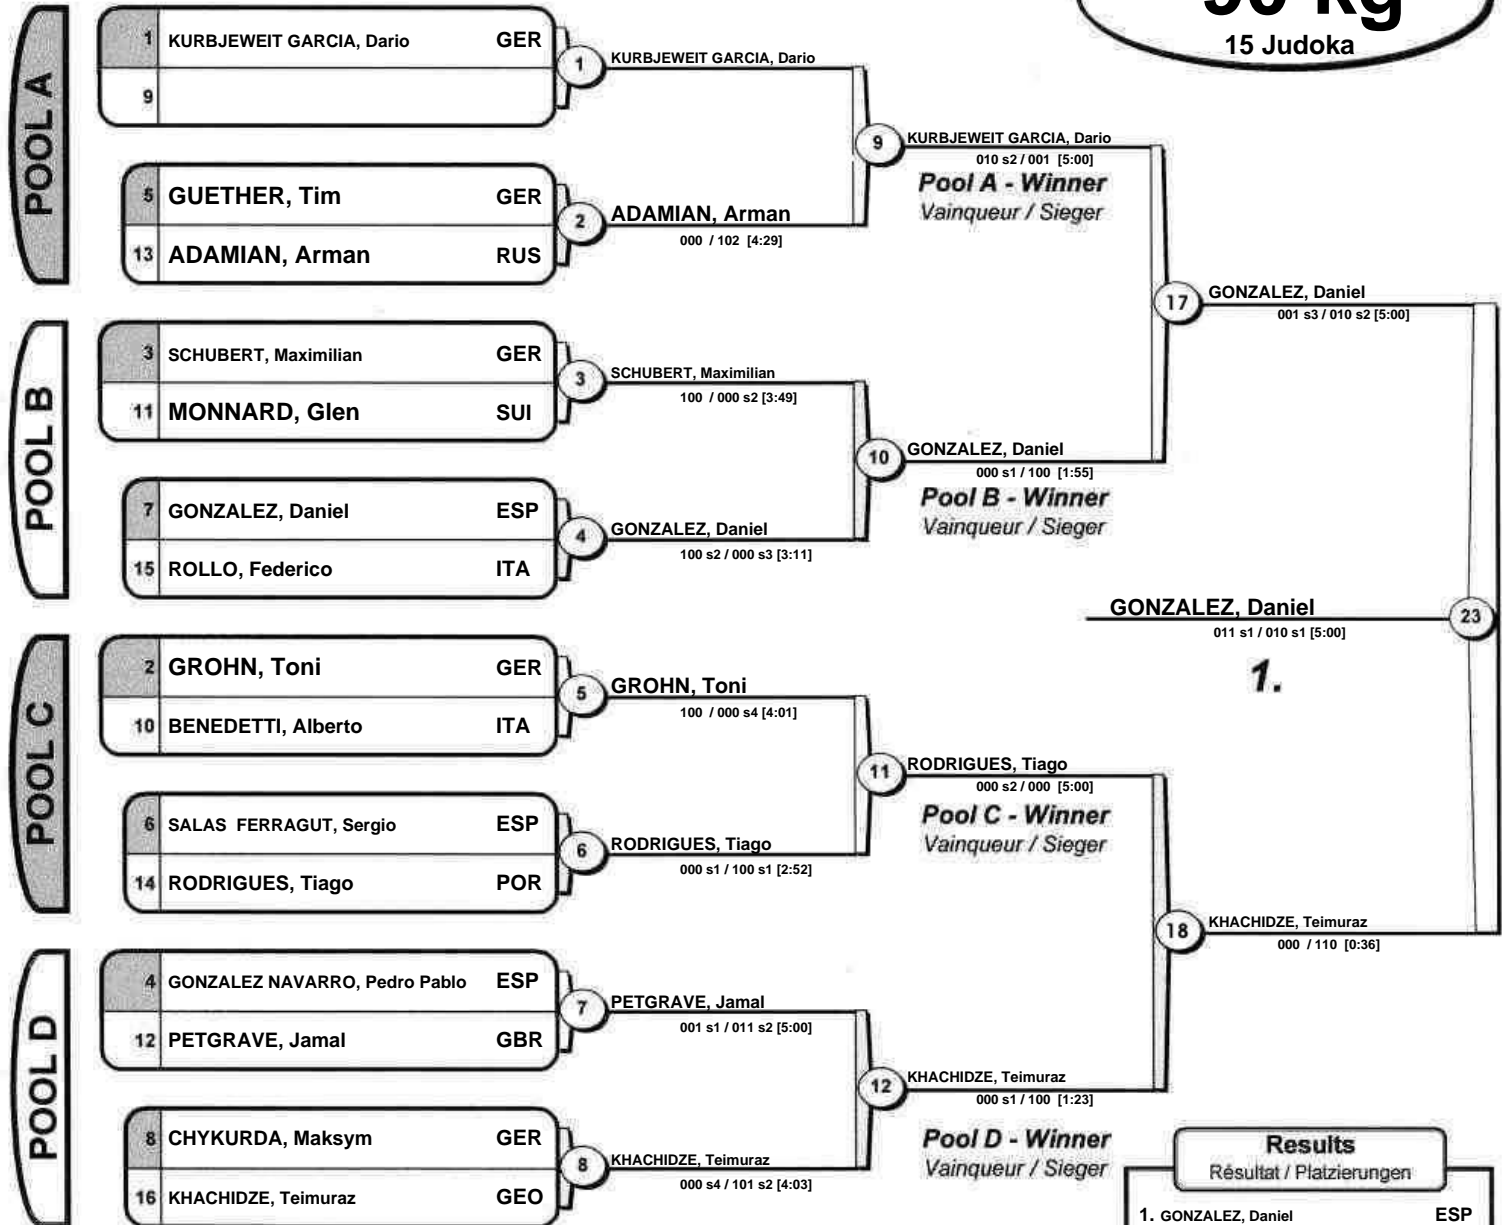 90 kg
15 Judoka
POOL A
1 KURBJEWEIT GARCIA, Dario GER
9
1
KURBJEWEIT GARCIA, Dario
5 GUETHER, Tim GER
13 ADAMIAN, Arman RUS
2
ADAMIAN, Arman
000 / 102 [4:29]
9
KURBJEWEIT GARCIA, Dario
010 s2 / 001 [5:00]
Pool A - Winner
Vainqueur / Sieger
POOL B
3 SCHUBERT, Maximilian GER
11 MONNARD, Glen SUI
3
SCHUBERT, Maximilian
100 / 000 s2 [3:49]
7 GONZALEZ, Daniel ESP
15 ROLLO, Federico ITA
4
GONZALEZ, Daniel
100 s2 / 000 s3 [3:11]
10
GONZALEZ, Daniel
000 s1 / 100 [1:55]
Pool B - Winner
Vainqueur / Sieger
17
GONZALEZ, Daniel
001 s3 / 010 s2 [5:00]
GONZALEZ, Daniel
011 s1 / 010 s1 [5:00]
1.
23
POOL C
2 GROHN, Toni GER
10 BENEDETTI, Alberto ITA
5
GROHN, Toni
100 / 000 s4 [4:01]
6 SALAS FERRAGUT, Sergio ESP
14 RODRIGUES, Tiago POR
6
RODRIGUES, Tiago
000 s1 / 100 s1 [2:52]
11
RODRIGUES, Tiago
000 s2 / 000 [5:00]
Pool C - Winner
Vainqueur / Sieger
18
KHACHIDZE, Teimuraz
000 / 110 [0:36]
POOL D
4 GONZALEZ NAVARRO, Pedro Pablo ESP
12 PETGRAVE, Jamal GBR
7
PETGRAVE, Jamal
001 s1 / 011 s2 [5:00]
8 CHYKURDA, Maksym GER
16 KHACHIDZE, Teimuraz GEO
8
KHACHIDZE, Teimuraz
000 s4 / 101 s2 [4:03]
12
KHACHIDZE, Teimuraz
000 s1 / 100 [1:23]
Pool D - Winner
Vainqueur / Sieger
Results
Résultat / Platzierungen
1. GONZALEZ, Daniel ESP